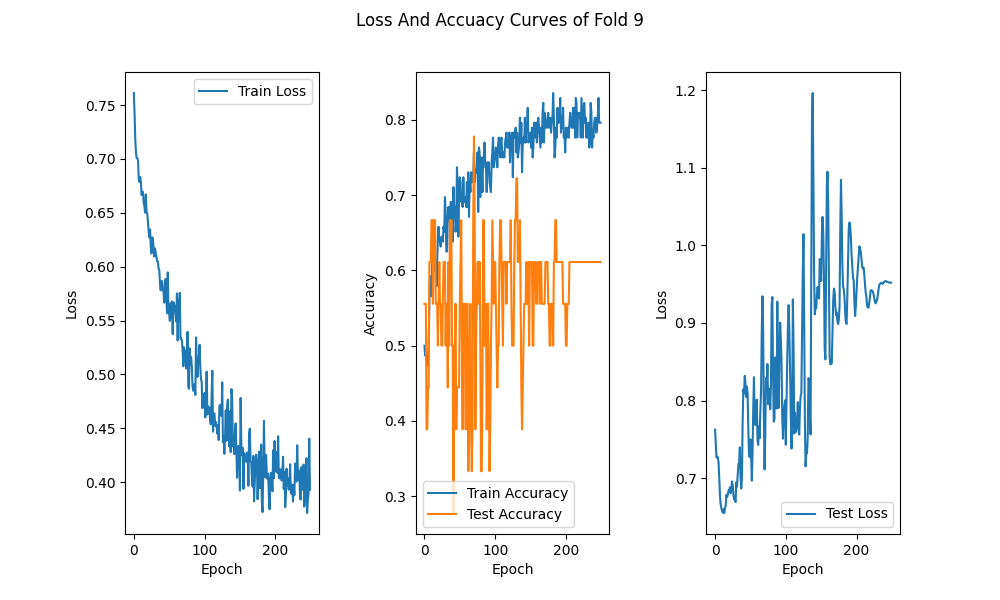 Loss And Accuacy Curves of Fold 9
0.75
0.70
0.65
0.60
0.55
0.50
0.45
0.40
Loss
Train Loss
0
100
200
Epoch
0.8
0.7
0.6
0.5
0.4
0.3
Accuracy
Train Accuracy
Test Accuracy
0
100
200
Epoch
1.2
1.1
1.0
0.9
0.8
0.7
Loss
Test Loss
0
100
200
Epoch